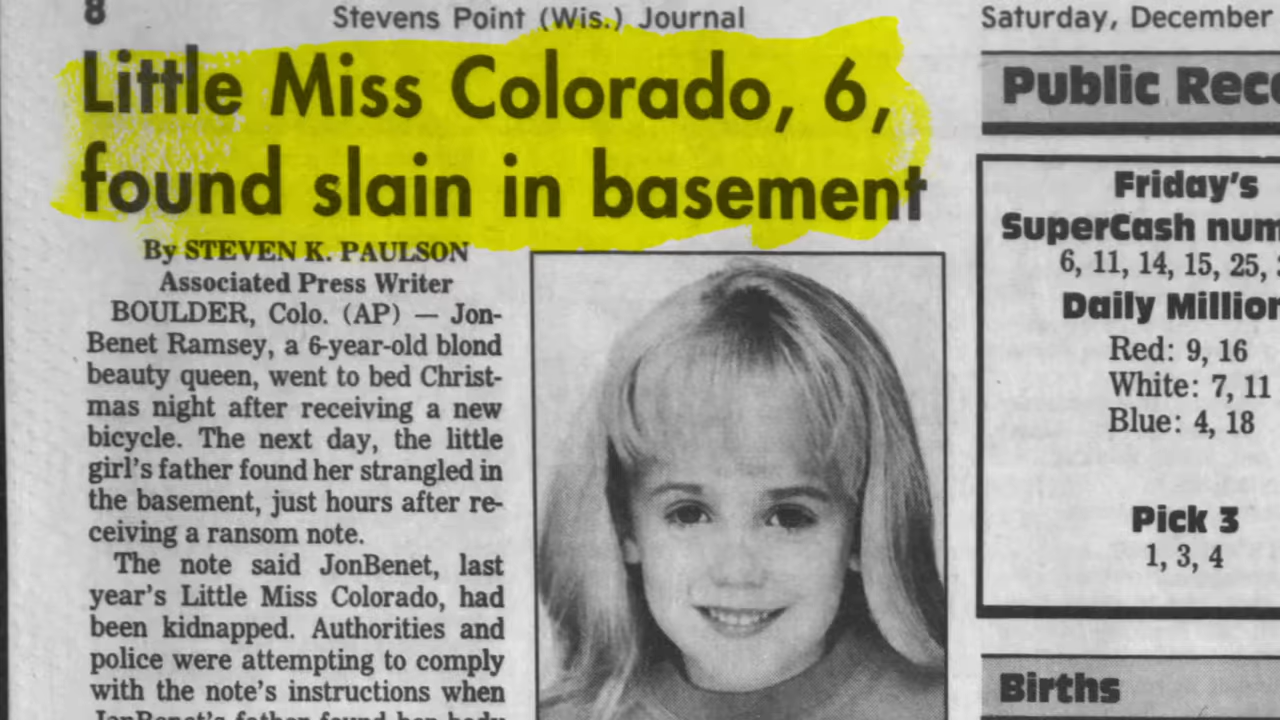 8
Stevens Point (Wis.) Journal
Saturday, December
Little Miss Colorado, 6,
found slain in basement
By STEVEN K. PAULSON
Associated Press Writer
BOULDER, Colo. (AP) — Jon-
Benet Ramsey, a 6-year-old blond
beauty queen, went to bed Christ-
mas night after receiving a new
bicycle. The next day, the little
girl's father found her strangled in
the basement, just hours after re-
ceiving a ransom note.
The note said JonBenet, last
year's Little Miss Colorado, had
been kidnapped. Authorities and
police were attempting to comply
with the note's instructions when
JonBenet's father found her body
Public
Friday's
SuperCash
6, 11, 14, 15, 25,
Daily
Red: 9, 16
White: 7, 11
Blue: 4, 18
Pick 3
1, 3, 4
Births